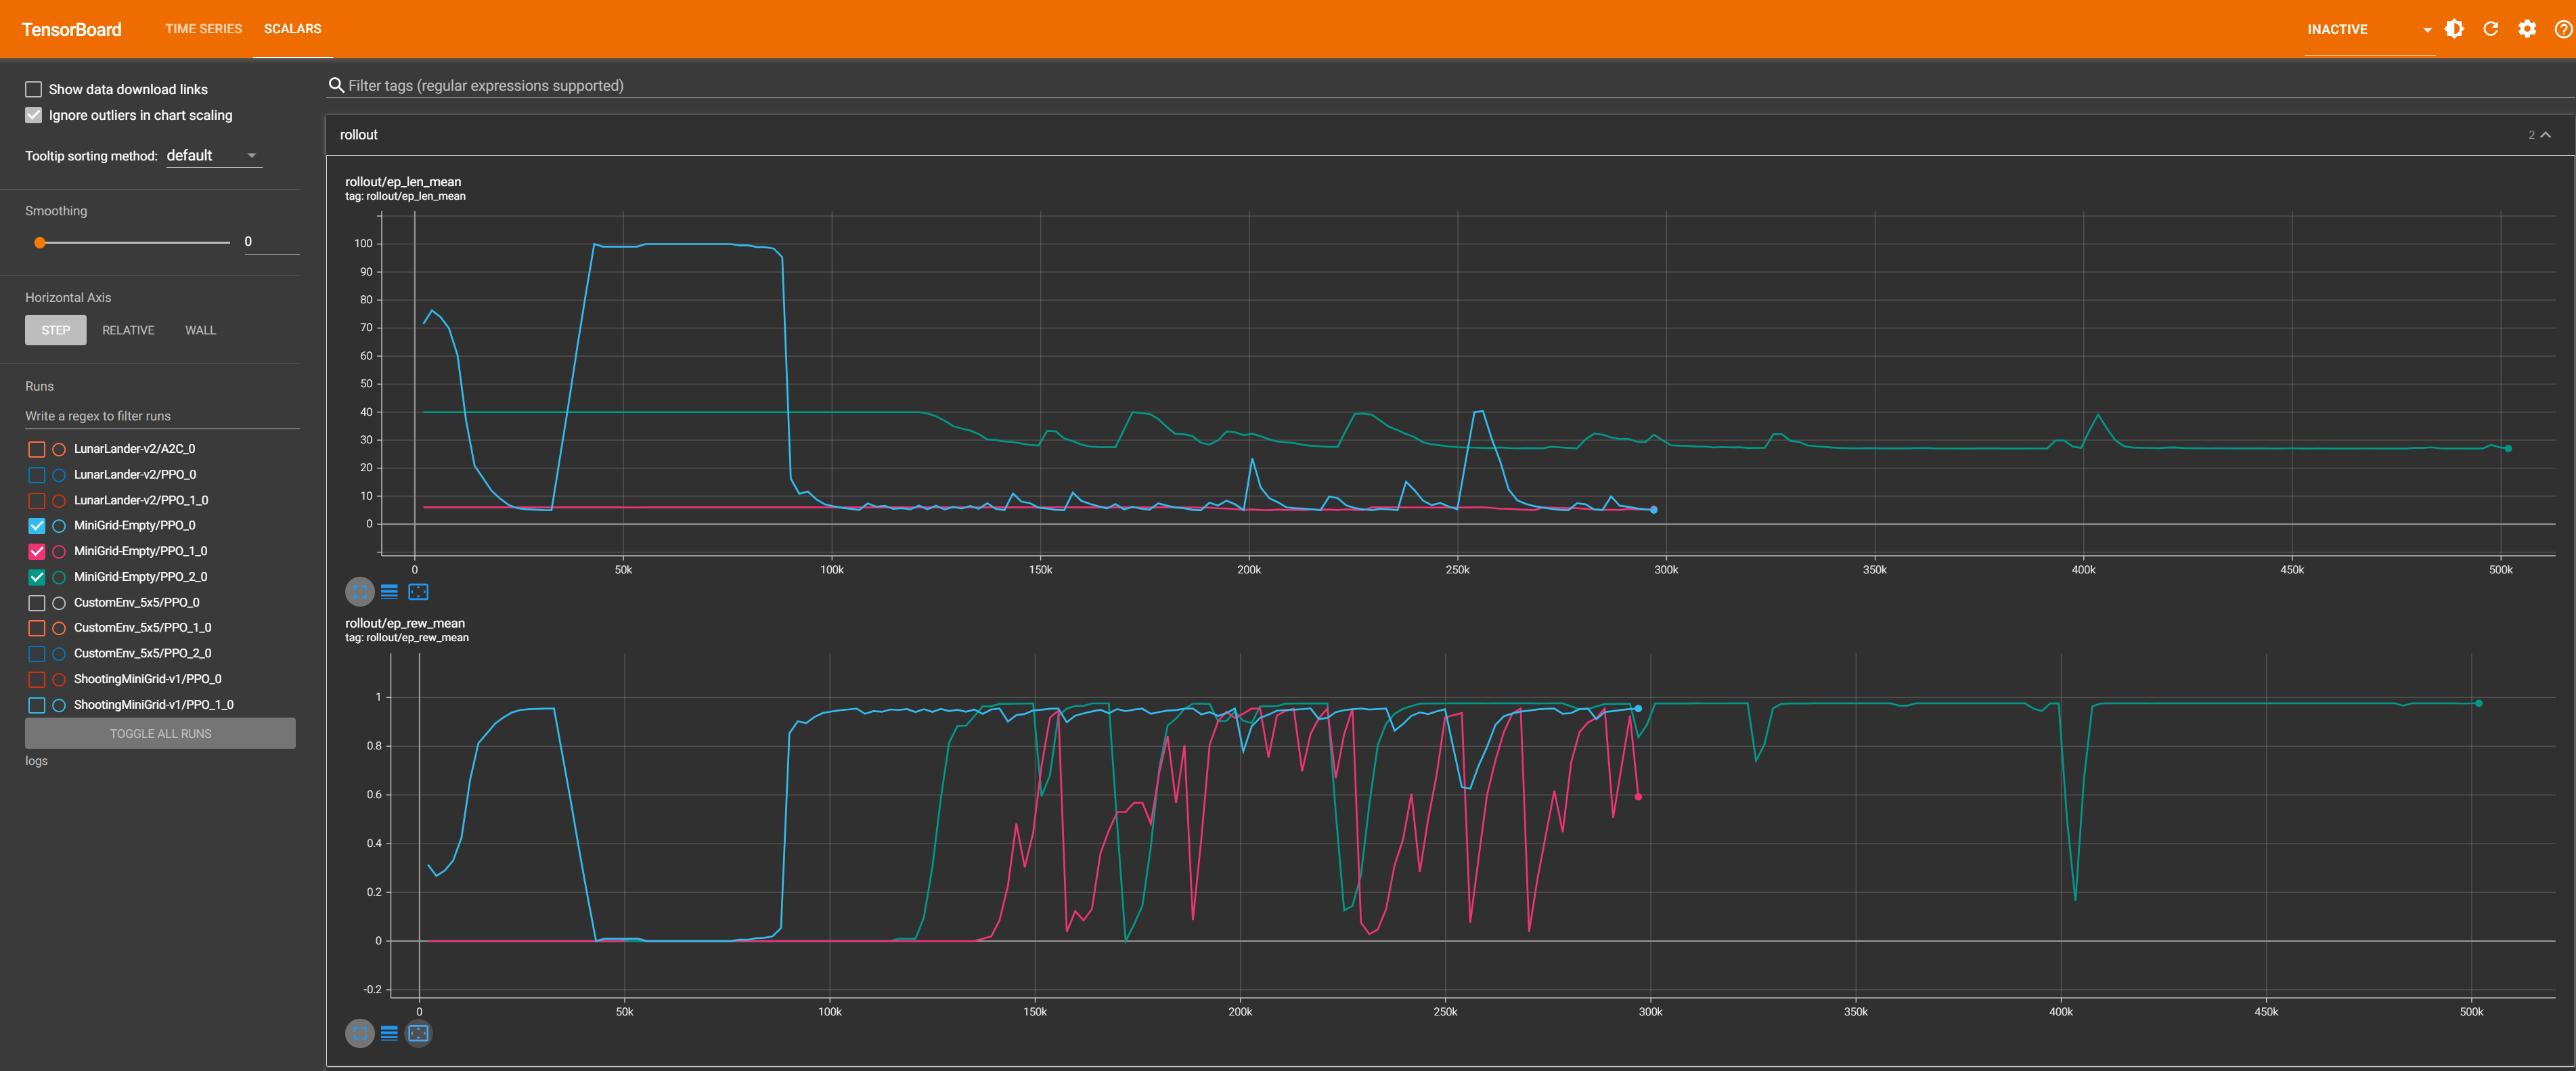 TensorBoard TIME SERIES SCALARS INACTIVE
Show data download links
Ignore outliers in chart scaling
Tooltip sorting method: default
Smoothing
0
Horizontal Axis
STEP RELATIVE WALL
Runs
Write a regex to filter runs
LunarLander-v2/A2C_0
LunarLander-v2/PPO_0
LunarLander-v2/PPO_1_0
MiniGrid-Empty/PPO_0
MiniGrid-Empty/PPO_1_0
MiniGrid-Empty/PPO_2_0
CustomEnv_5x5/PPO_0
CustomEnv_5x5/PPO_1_0
CustomEnv_5x5/PPO_2_0
ShootingMiniGrid-v1/PPO_0
ShootingMiniGrid-v1/PPO_1_0
TOGGLE ALL RUNS
logs
Filter tags (regular expressions supported)
rollout 2
rollout/ep_len_mean
tag: rollout/ep_len_mean
100
90
80
70
60
50
40
30
20
10
0
0 50k 100k 150k 200k 250k 300k 350k 400k 450k 500k
rollout/ep_rew_mean
tag: rollout/ep_rew_mean
1
0.8
0.6
0.4
0.2
0
-0.2
0 50k 100k 150k 200k 250k 300k 350k 400k 450k 500k